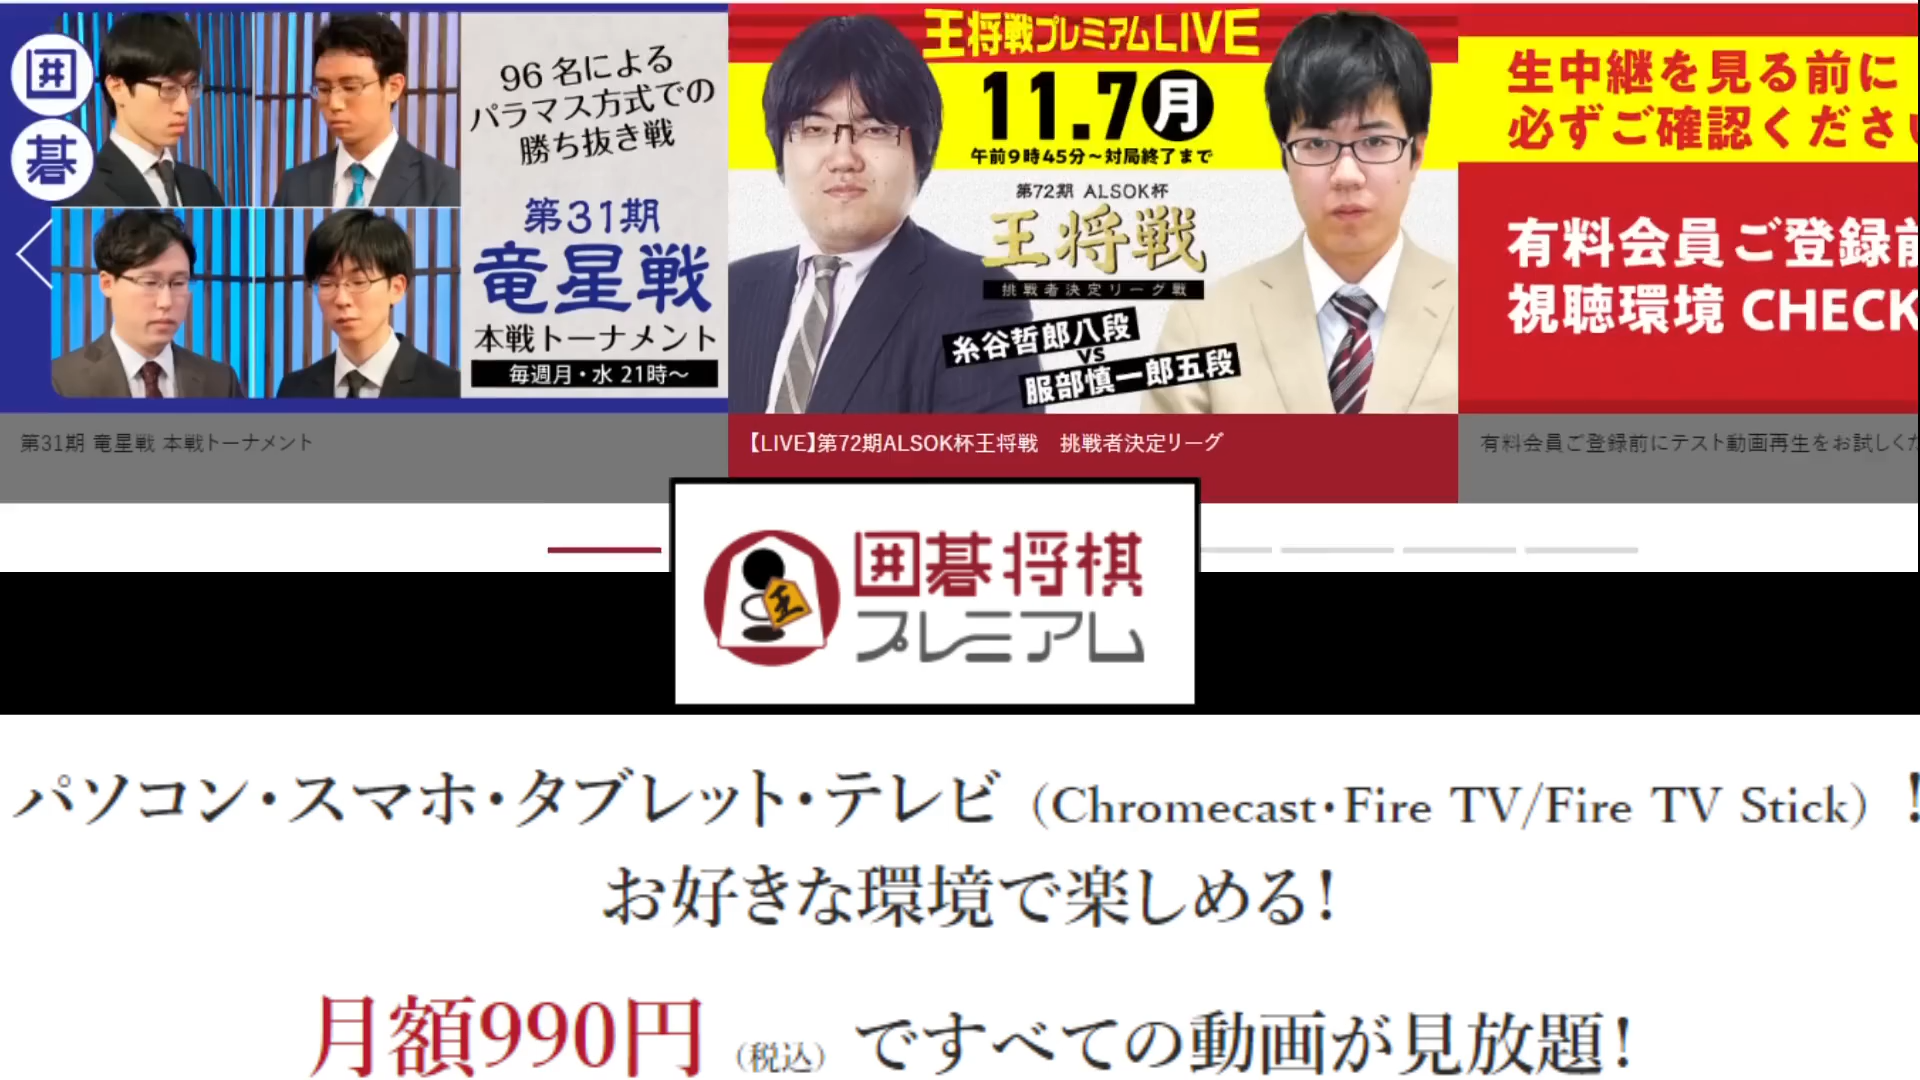 囲
碁
96名による
パラマス方式での
勝ち抜き戦
第31期
竜星戦
本戦トーナメント
毎週月・水 21時～
第31期 竜星戦 本戦トーナメント
王将戦プレミアムLIVE
11.7月
午前9時45分～対局終了まで
第72期 ALSOK杯
王将戦
挑戦者決定リーグ戦
糸谷哲郎八段
VS
服部慎一郎五段
【LIVE】第72期ALSOK杯王将戦　挑戦者決定リーグ
生中継を見る前に
必ずご確認くださ
有料会員ご登録前
視聴環境 CHECK
有料会員ご登録前にテスト動画再生をお試しくだ
王
囲碁将棋
プレミアム
パソコン・スマホ・タブレット・テレビ（Chromecast・Fire TV/Fire TV Stick）！
お好きな環境で楽しめる！
月額990円（税込）ですべての動画が見放題！